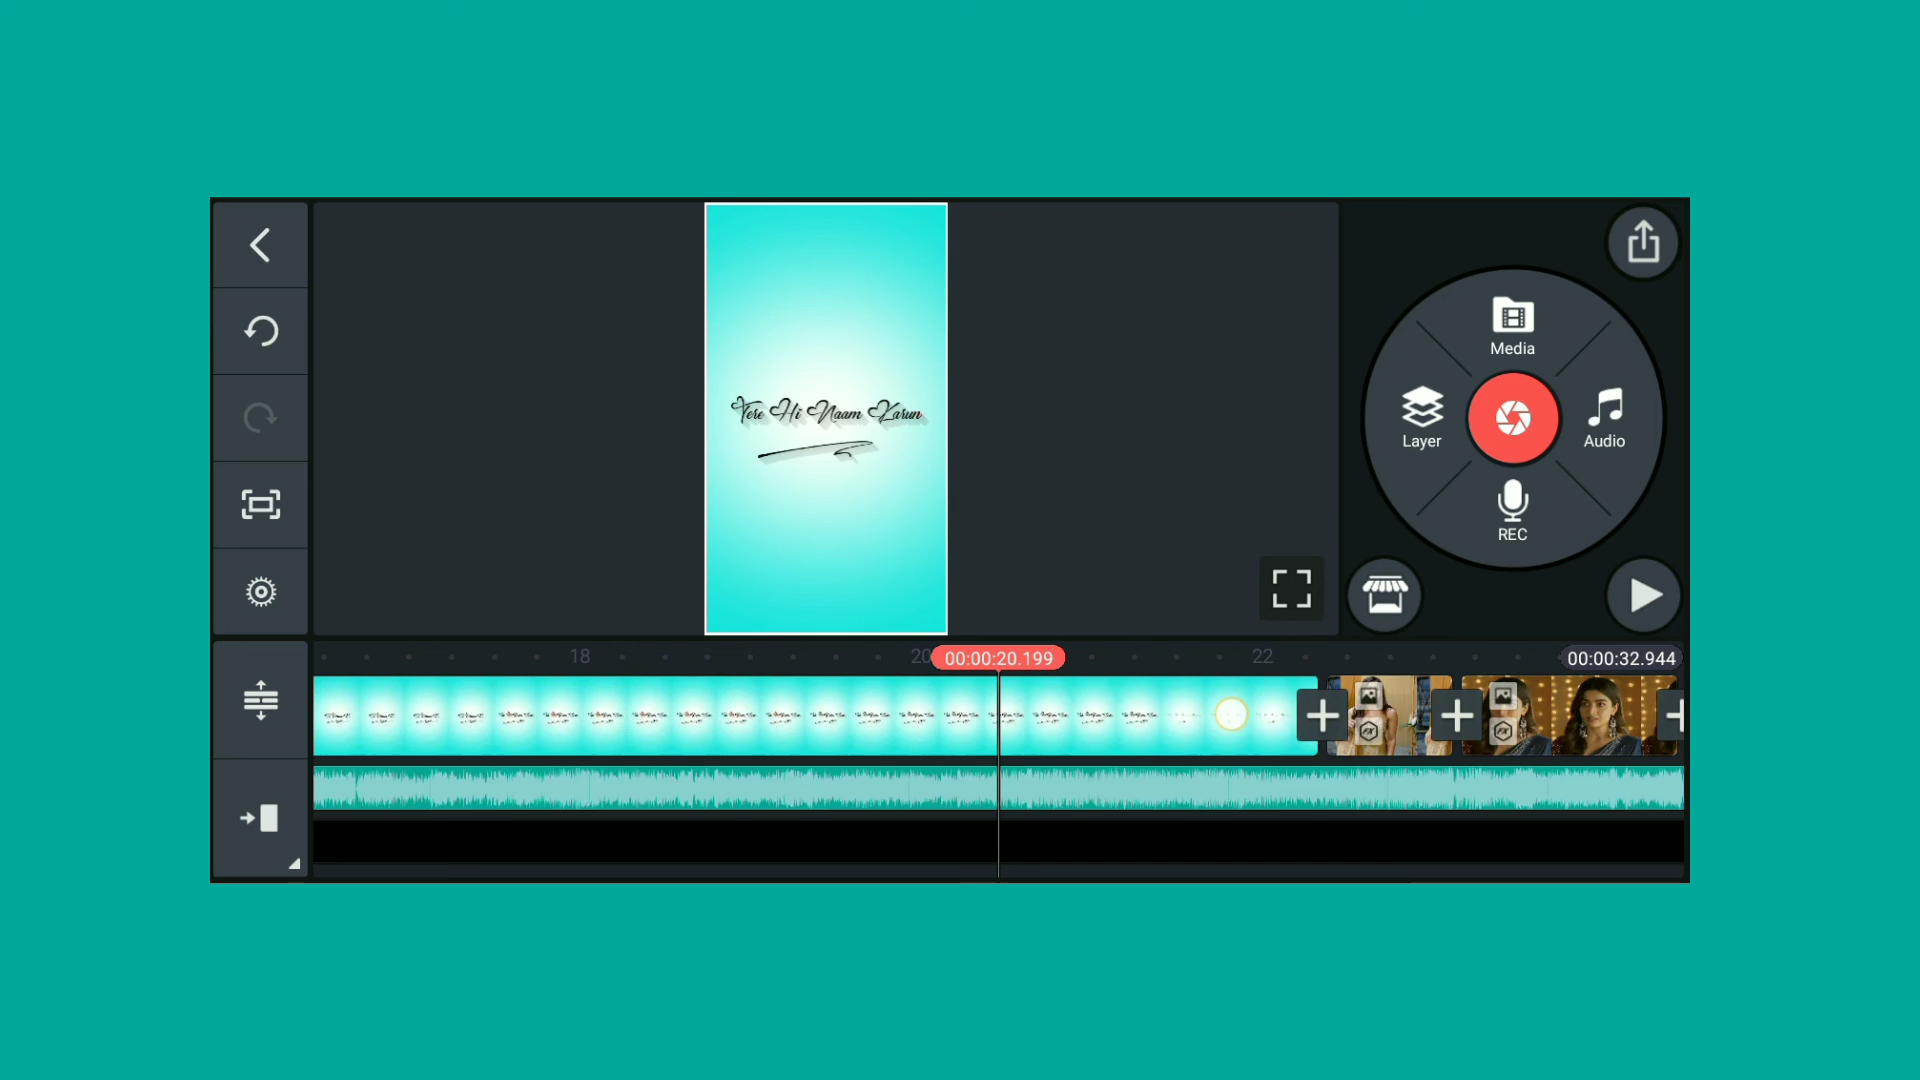 Media
Layer
Audio
REC
Tere Hi Naam Karun
18
20
00:00:20.199
22
00:00:32.944